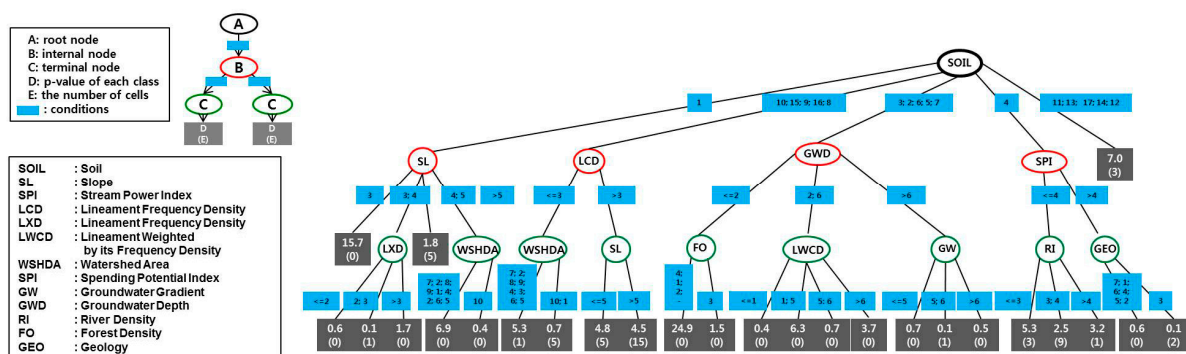 A
B
C
C
D
(E)
D
(E)
A: root node
B: internal node
C: terminal node
D: p-value of each class
E: the number of cells
: conditions
SOIL : Soil
SL : Slope
SPI : Stream Power Index
LCD : Lineament Frequency Density
LXD : Lineament Frequency Density
LWCD : Lineament Weighted
by its Frequency Density
WSHDA : Watershed Area
SPI : Spending Potential Index
GW : Groundwater Gradient
GWD : Groundwater Depth
RI : River Density
FO : Forest Density
GEO : Geology
SOIL
1
10; 15; 9; 16; 8
3; 2; 6; 5; 7
4
11; 13; 17; 14; 12
SL
LCD
GWD
SPI
7.0
(3)
3
3; 4
4; 5
>5
<=3
>3
<=2
2; 6
>6
<=4
>4
15.7
(0)
LXD
1.8
(5)
WSHDA
WSHDA
SL
FO
LWCD
GW
RI
GEO
<=2
2; 3
>3
7; 2; 8;
9; 1; 4;
2; 6; 5
10
7; 2;
8; 9;
4; 3;
6; 5
10; 1
<=5
>5
4;
1;
2;
-
3
<=1
1; 5
5; 6
>6
<=5
5; 6
>6
<=3
3; 4
>4
7; 1;
6; 4;
5; 2
3
0.6
(0)
0.1
(1)
1.7
(0)
6.9
(0)
0.4
(0)
5.3
(1)
0.7
(5)
4.8
(5)
4.5
(15)
24.9
(0)
1.5
(0)
0.4
(0)
6.3
(0)
0.7
(0)
3.7
(0)
0.7
(0)
0.1
(1)
0.5
(0)
5.3
(3)
2.5
(9)
3.2
(1)
0.6
(0)
0.1
(2)